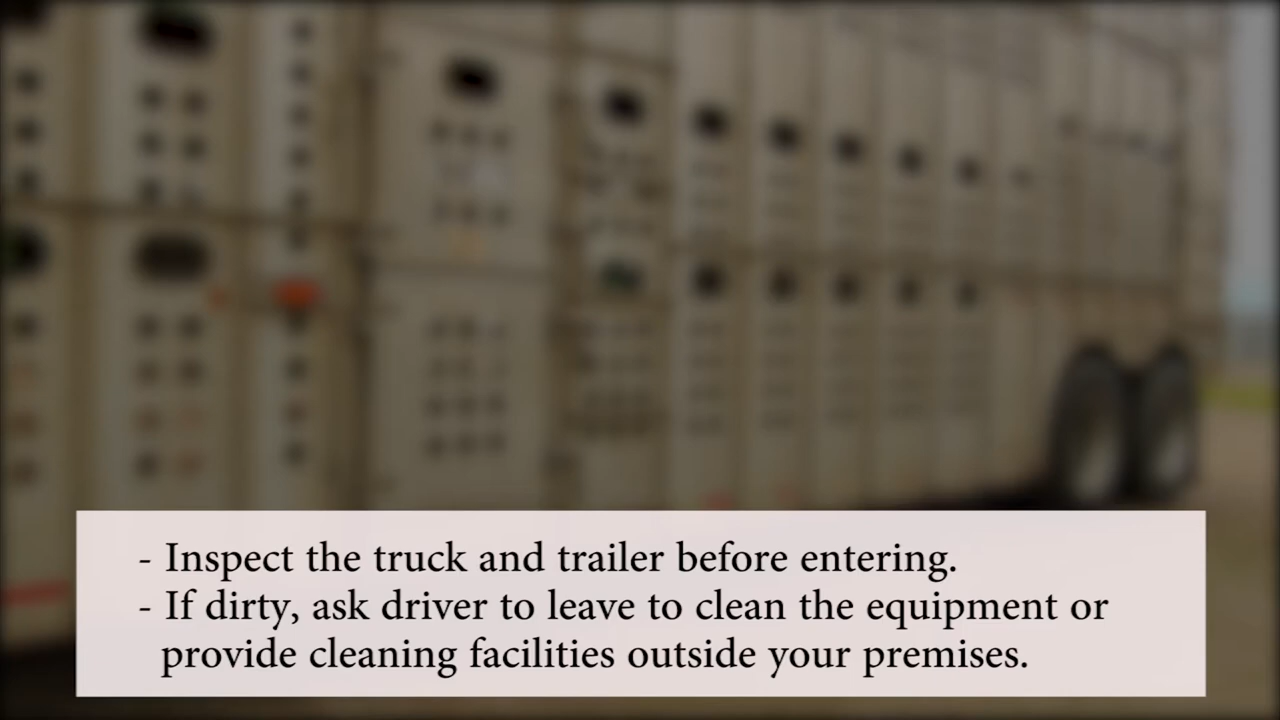 - Inspect the truck and trailer before entering.
- If dirty, ask driver to leave to clean the equipment or
provide cleaning facilities outside your premises.